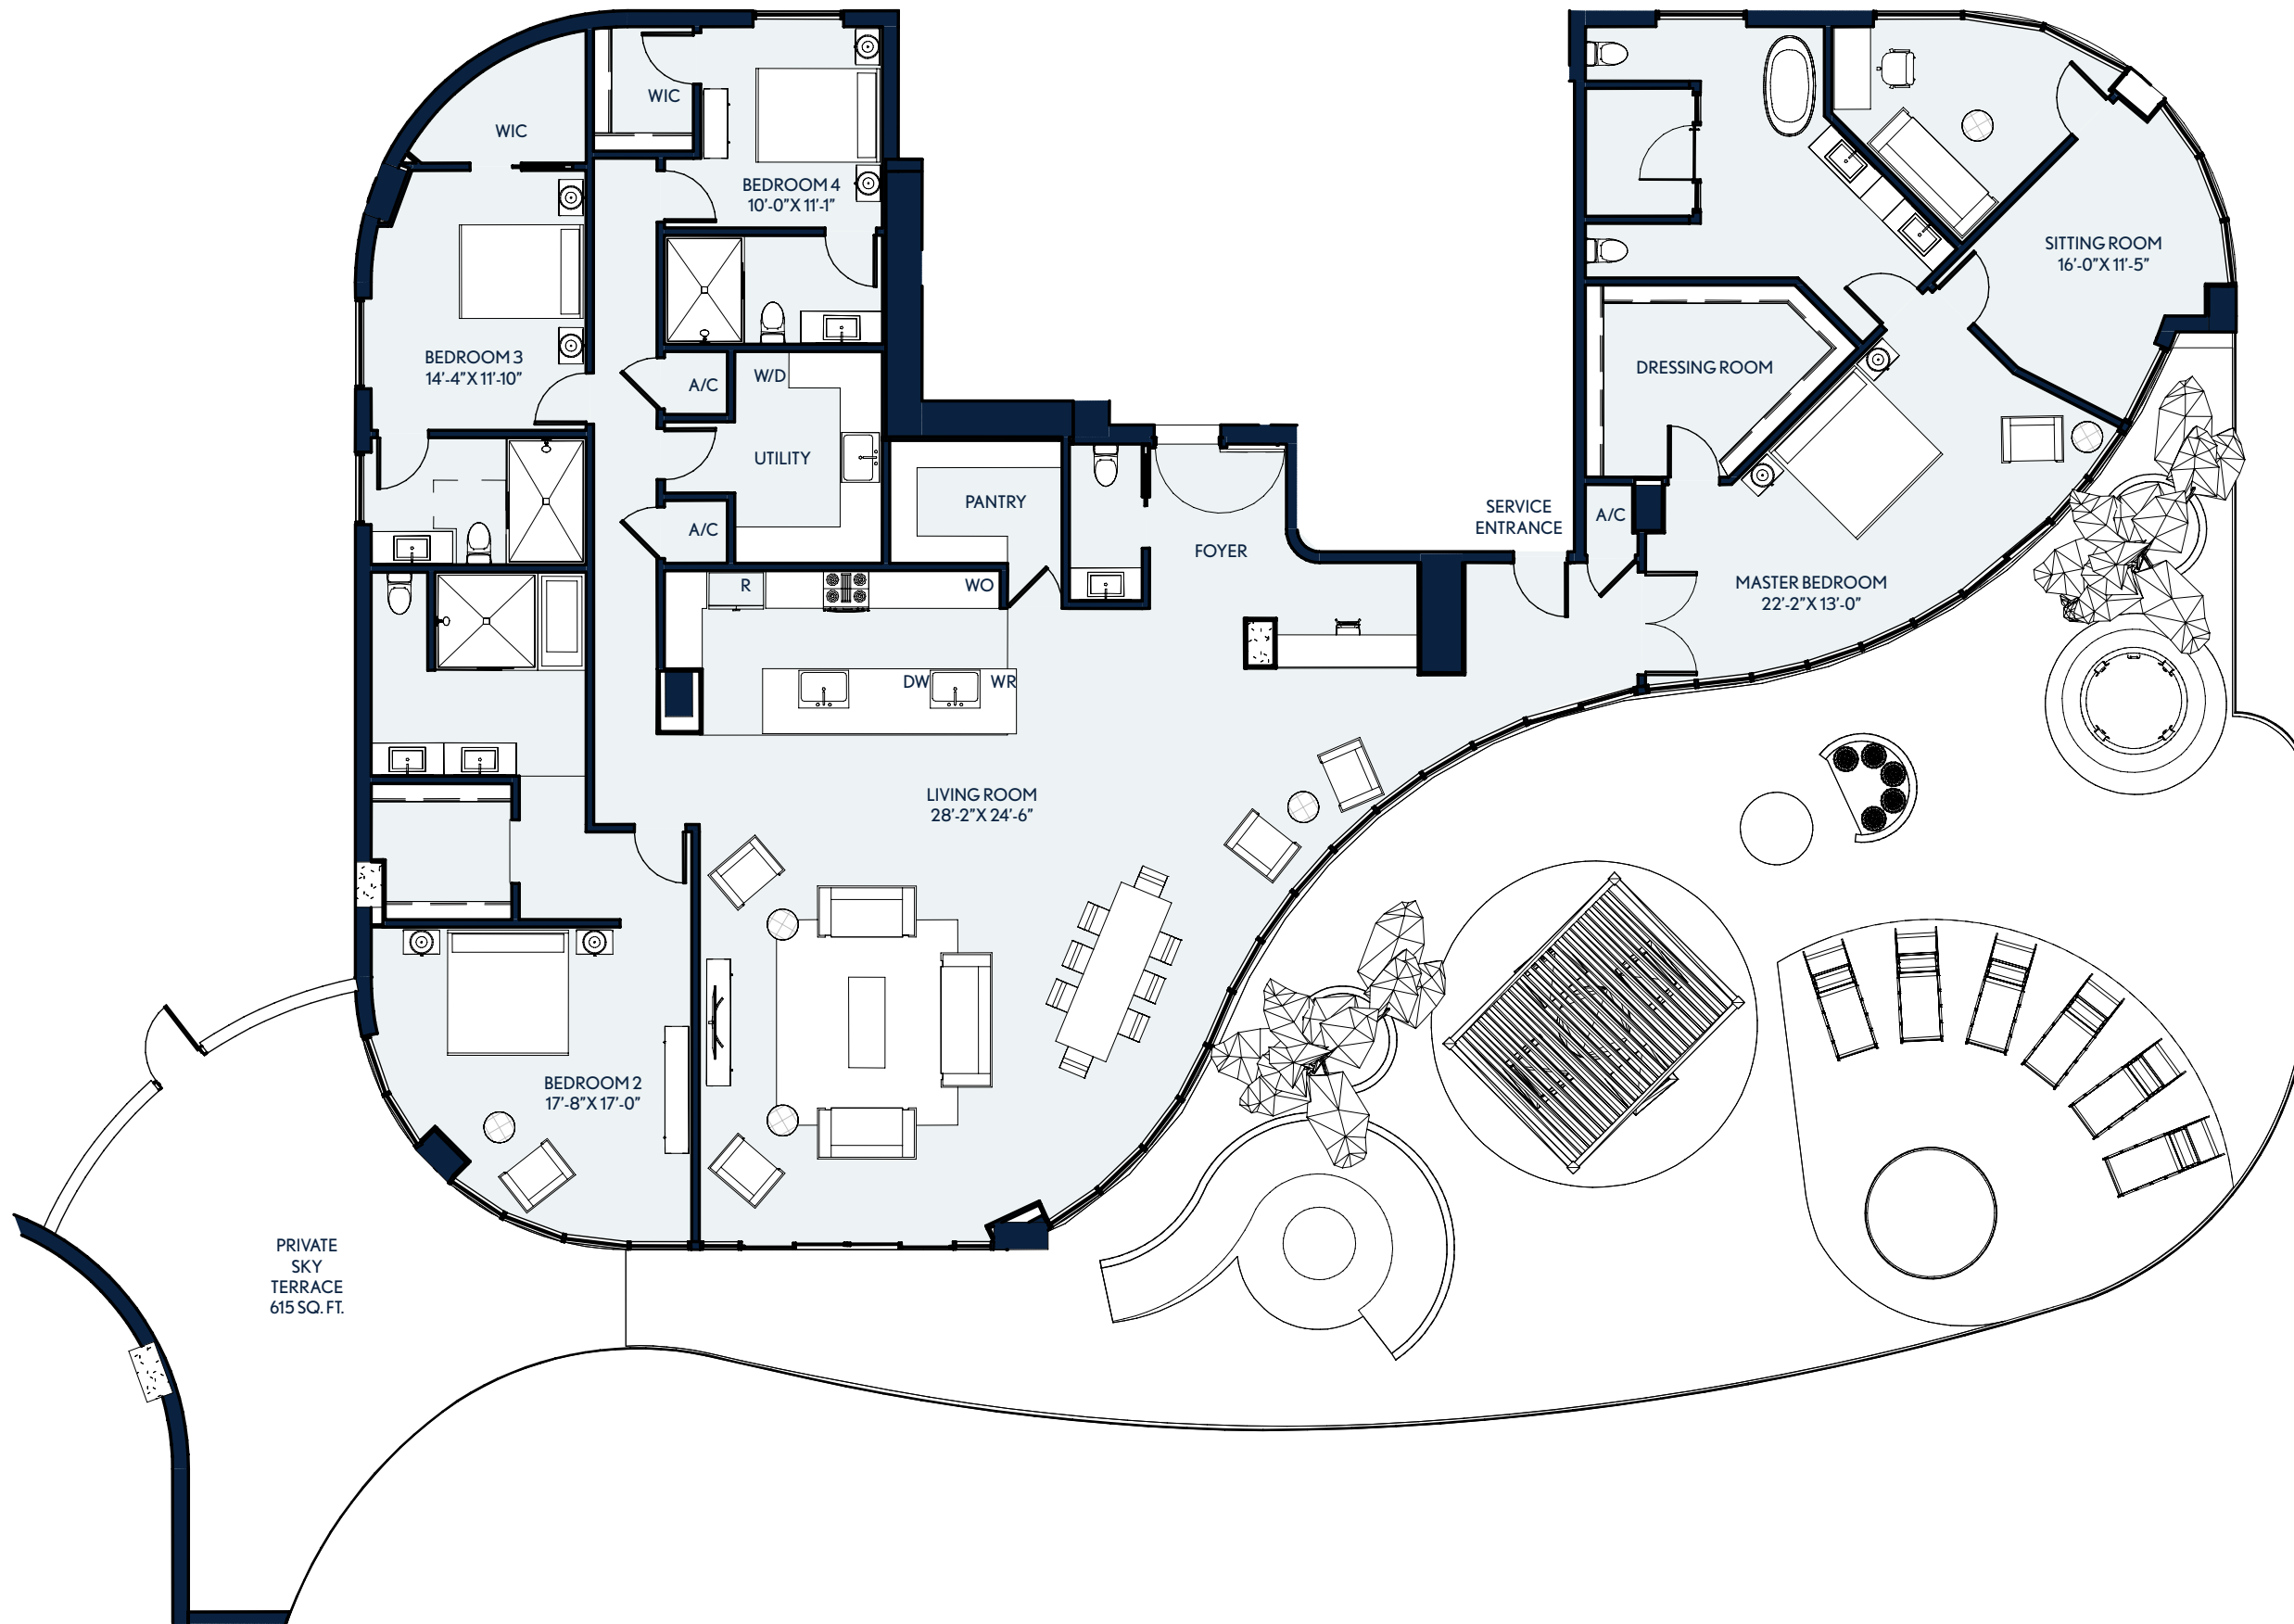 WIC
WIC
BEDROOM 4
10'-0"X 11'-1"
SITTING ROOM
16'-0"X 11'-5"
BEDROOM 3
14'-4"X 11'-10"
A/C
W/D
DRESSING ROOM
UTILITY
PANTRY
SERVICE
ENTRANCE
A/C
A/C
FOYER
R
WO
MASTER BEDROOM
22'-2"X 13'-0"
DW
WR
LIVING ROOM
28'-2"X 24'-6"
BEDROOM 2
17'-8"X 17'-0"
PRIVATE
SKY
TERRACE
615 SQ. FT.